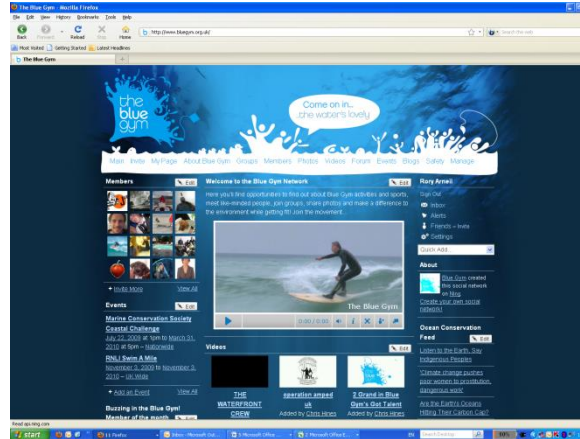 The Blue Gym - Mozilla Firefox
File Edit View History Bookmarks Tools Help
Back Forward Reload Stop Home
http://www.bluegym.org.uk/
Most Visited Getting Started Latest Headlines
The Blue Gym
the
blue
gym
Come on in..
..the water's lovely
Main Invite My Page About Blue Gym Groups Members Photos Videos Forum Events Blogs Safety Manage
Members Edit
+ Invite More View All
Events Edit
Marine Conservation Society
Coastal Challenge
July 22, 2009 at 1pm to March 31,
2010 at 5pm – Nationwide
RNLI Swim A Mile
November 3, 2009 to November 3,
2010 – UK Wide
+ Add an Event View All
Buzzing in the Blue Gym!
Member of the month
Welcome to the Blue Gym Network Edit
Here you'll find opportunities to find out about Blue Gym activities and sports,
meet like-minded people, join groups, share photos and make a difference to
the environment while getting fit! Join the movement...
The Blue Gym
0:00 / 0:00
Videos Edit
THE
WATERFRONT
CREW
operation amped
uk
Added by Chris Hines
2 Grand in Blue
Gym's Got Talent
Added by Chris Hines
Rory Arneil
Sign Out
Inbox
Alerts
Friends – Invite
Settings
Quick Add...
About
Blue Gym created
this social network
on Ning.
Create your own social
network!
Ocean Conservation
Feed Edit
Listen to the Earth, Say
Indigenous Peoples
'Climate change pushes
poor women to prostitution,
dangerous work'
Are the Earth's Oceans
Hitting Their Carbon Cap?
Read api.ning.com
start